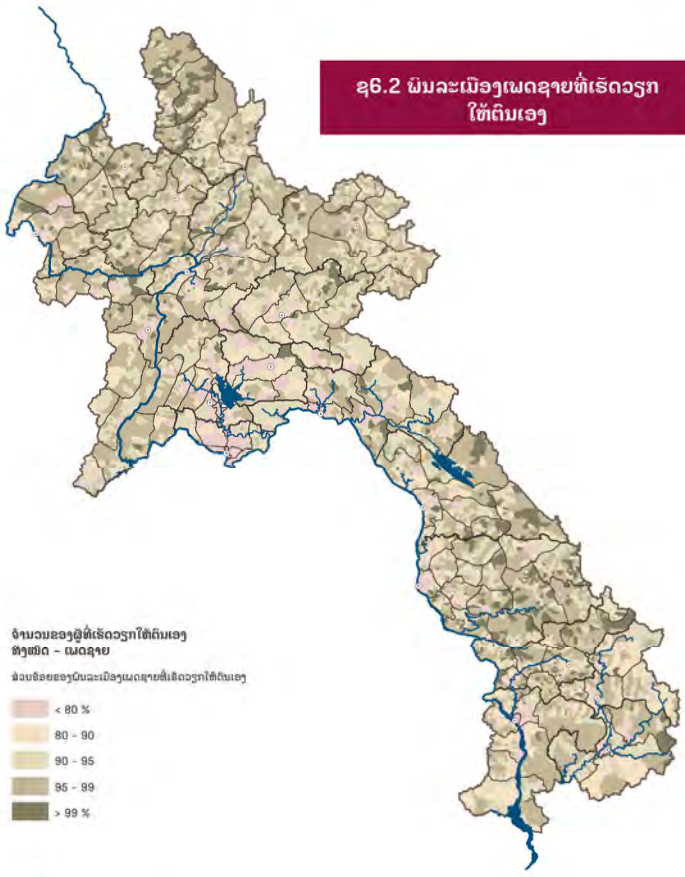 ຊ6.2 ພົນລະເມືອງເພດຊາຍທີ່ເຮັດວຽກ
ໃຫ້ຕົນເອງ
ຈຳນວນຂອງຜູ້ທີ່ເຮັດວຽກໃຫ້ຕົນເອງ
ທັງໝົດ – ເພດຊາຍ
ສ່ວນຮ້ອຍຂອງພົນລະເມືອງເພດຊາຍທີ່ເຮັດວຽກໃຫ້ຕົນເອງ
< 80 %
80 - 90
90 - 95
95 - 99
> 99 %